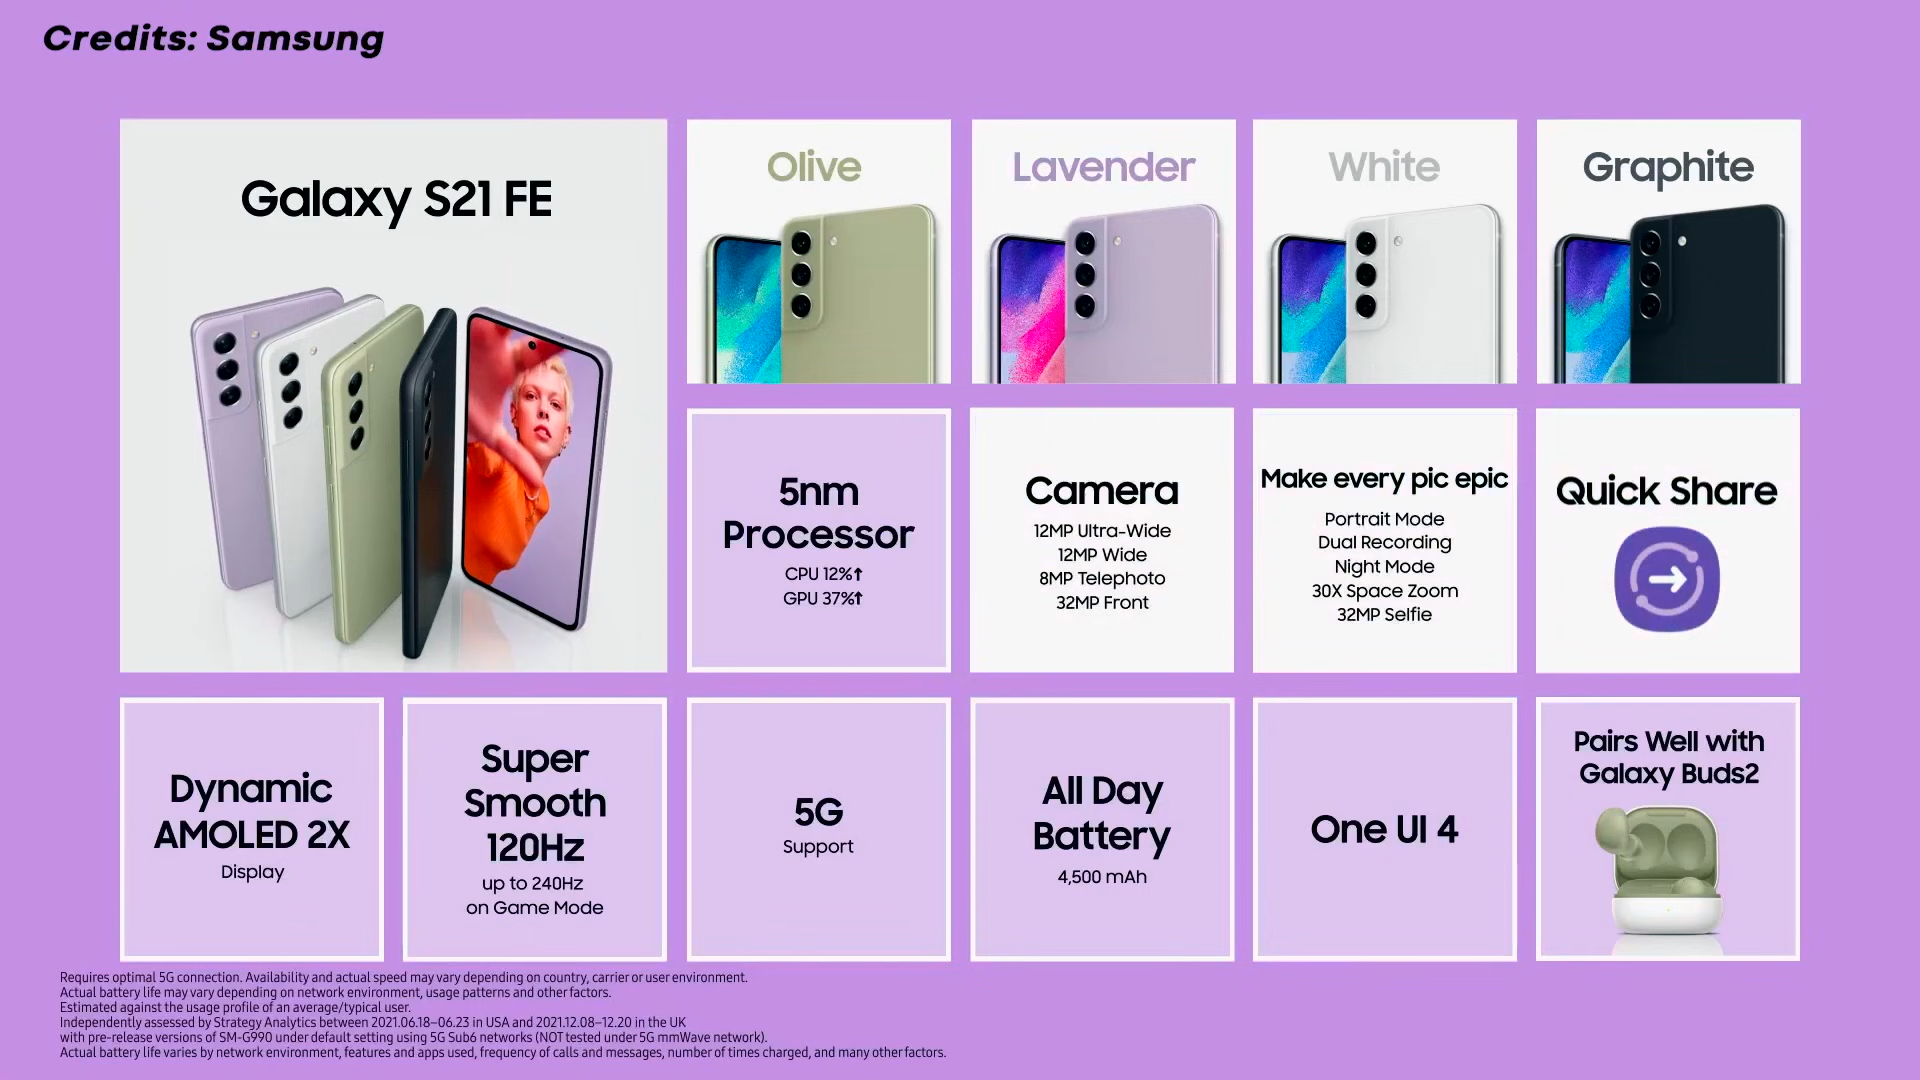 Credits: Samsung
Galaxy S21 FE
Olive
Lavender
White
Graphite
5nm
Processor
CPU 12%↑
GPU 37%↑
Camera
12MP Ultra-Wide
12MP Wide
8MP Telephoto
32MP Front
Make every pic epic
Portrait Mode
Dual Recording
Night Mode
30X Space Zoom
32MP Selfie
Quick Share
Dynamic
AMOLED 2X
Display
Super
Smooth
120Hz
up to 240Hz
on Game Mode
5G
Support
All Day
Battery
4,500 mAh
One UI 4
Pairs Well with
Galaxy Buds2
Requires optimal 5G connection. Availability and actual speed may vary depending on country, carrier or user environment.
Actual battery life may vary depending on network environment, usage patterns and other factors.
Estimated against the usage profile of an average/typical user.
Independently assessed by Strategy Analytics between 2021.06.18–06.23 in USA and 2021.12.08–12.20 in the UK
with pre-release versions of SM-G990 under default setting using 5G Sub6 networks (NOT tested under 5G mmWave network).
Actual battery life varies by network environment, features and apps used, frequency of calls and messages, number of times charged, and many other factors.